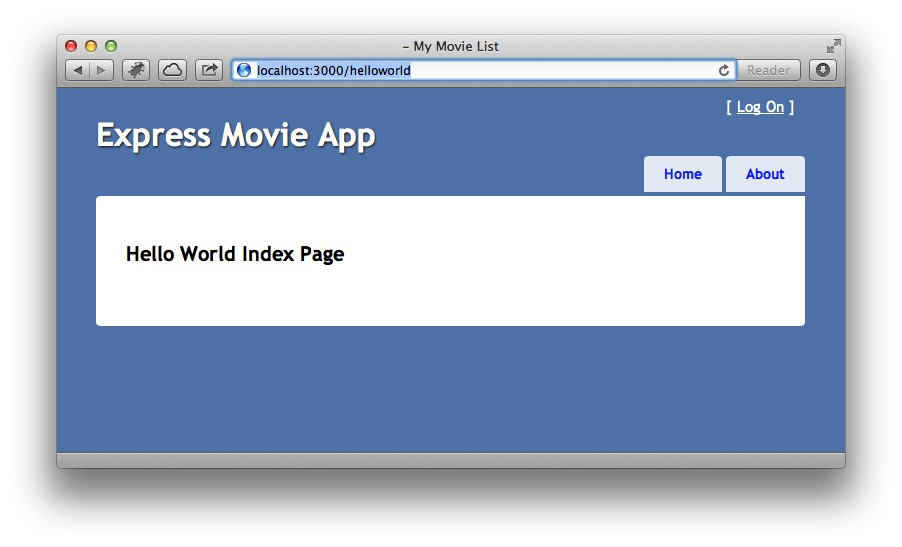 – My Movie List
localhost:3000/helloworld
Reader
[ Log On ]
Express Movie App
Home
About
Hello World Index Page